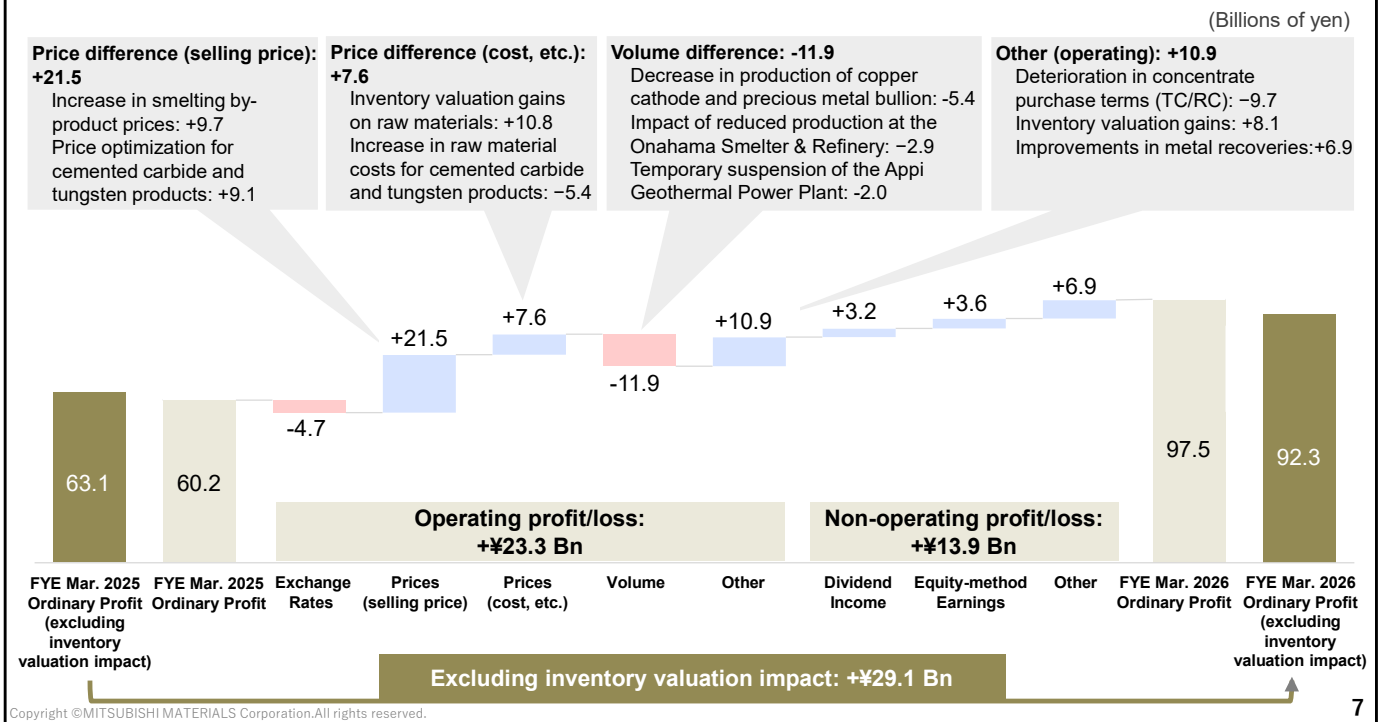 (Billions of yen)
Price difference (selling price):
+21.5
Increase in smelting by-
product prices: +9.7
Price optimization for
cemented carbide and
tungsten products: +9.1
Price difference (cost, etc.):
+7.6
Inventory valuation gains
on raw materials: +10.8
Increase in raw material
costs for cemented carbide
and tungsten products: −5.4
Volume difference: -11.9
Decrease in production of copper
cathode and precious metal bullion: -5.4
Impact of reduced production at the
Onahama Smelter & Refinery: −2.9
Temporary suspension of the Appi
Geothermal Power Plant: -2.0
Other (operating): +10.9
Deterioration in concentrate
purchase terms (TC/RC): −9.7
Inventory valuation gains: +8.1
Improvements in metal recoveries:+6.9
63.1
60.2
-4.7
+21.5
+7.6
-11.9
+10.9
+3.2
+3.6
+6.9
97.5
92.3
Operating profit/loss:
+¥23.3 Bn
Non-operating profit/loss:
+¥13.9 Bn
FYE Mar. 2025
Ordinary Profit
(excluding
inventory
valuation impact)
FYE Mar. 2025
Ordinary Profit
Exchange
Rates
Prices
(selling price)
Prices
(cost, etc.)
Volume
Other
Dividend
Income
Equity-method
Earnings
Other
FYE Mar. 2026
Ordinary Profit
FYE Mar. 2026
Ordinary Profit
(excluding
inventory
valuation impact)
Excluding inventory valuation impact: +¥29.1 Bn
Copyright ©MITSUBISHI MATERIALS Corporation.All rights reserved.
7